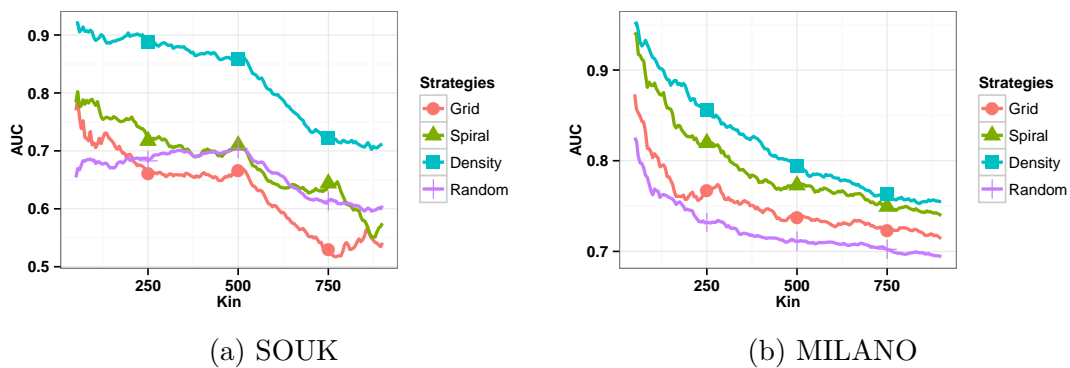 0.9
0.8
0.7
0.6
0.5
AUC
250
500
750
Kin
Strategies
Grid
Spiral
Density
Random
(a) SOUK
0.9
0.8
0.7
AUC
250
500
750
Kin
Strategies
Grid
Spiral
Density
Random
(b) MILANO